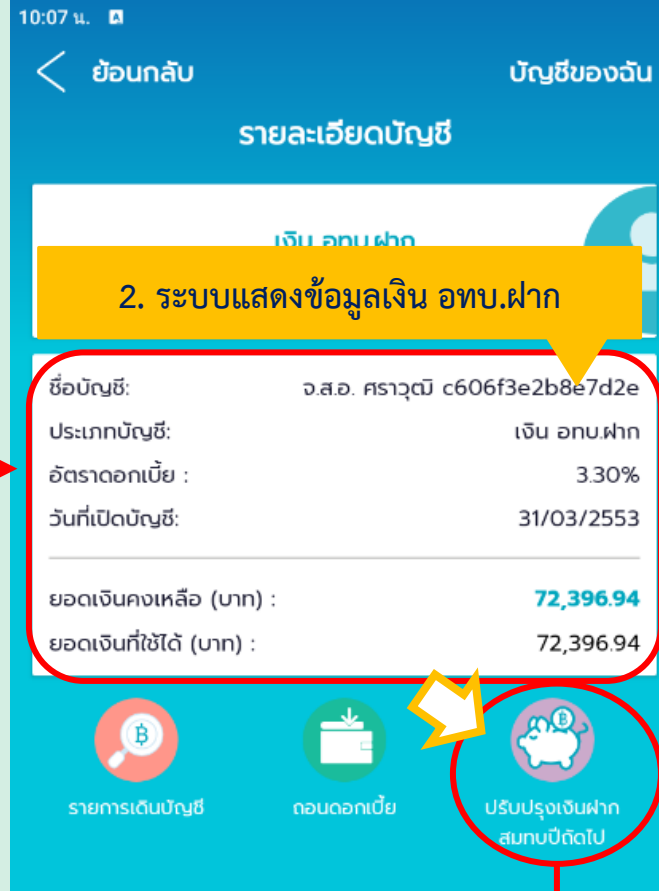 10:07 น.
ย้อนกลับ
บัญชีของฉัน
รายละเอียดบัญชี
เงิน อทบ.ฝาก
2. ระบบแสดงข้อมูลเงิน อทบ.ฝาก
ชื่อบัญชี: จ.ส.อ. ศราวุฒิ c606f3e2b8e7d2e
ประเภทบัญชี: เงิน อทบ.ฝาก
อัตราดอกเบี้ย : 3.30%
วันที่เปิดบัญชี: 31/03/2553
ยอดเงินคงเหลือ (บาท) : 72,396.94
ยอดเงินที่ใช้ได้ (บาท) : 72,396.94
รายการเดินบัญชี
ถอนดอกเบี้ย
ปรับปรุงเงินฝาก
สมทบปีถัดไป